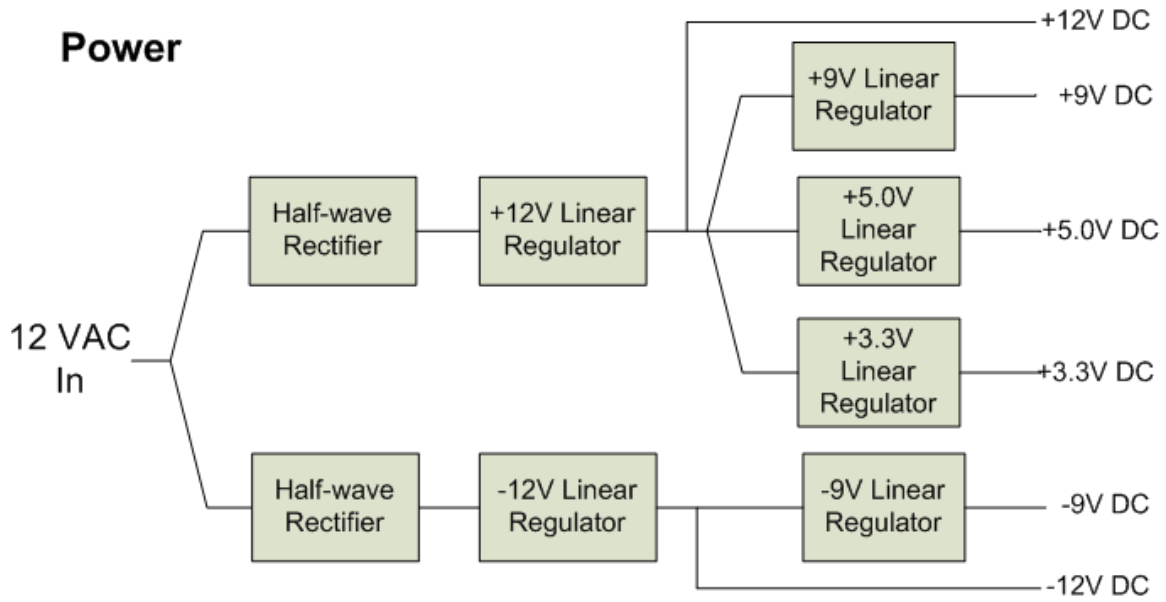 Power
12 VAC
In
Half-wave
Rectifier
+12V Linear
Regulator
+12V DC
+9V Linear
Regulator
+9V DC
+5.0V
Linear
Regulator
+5.0V DC
+3.3V
Linear
Regulator
+3.3V DC
Half-wave
Rectifier
-12V Linear
Regulator
-9V Linear
Regulator
-9V DC
-12V DC